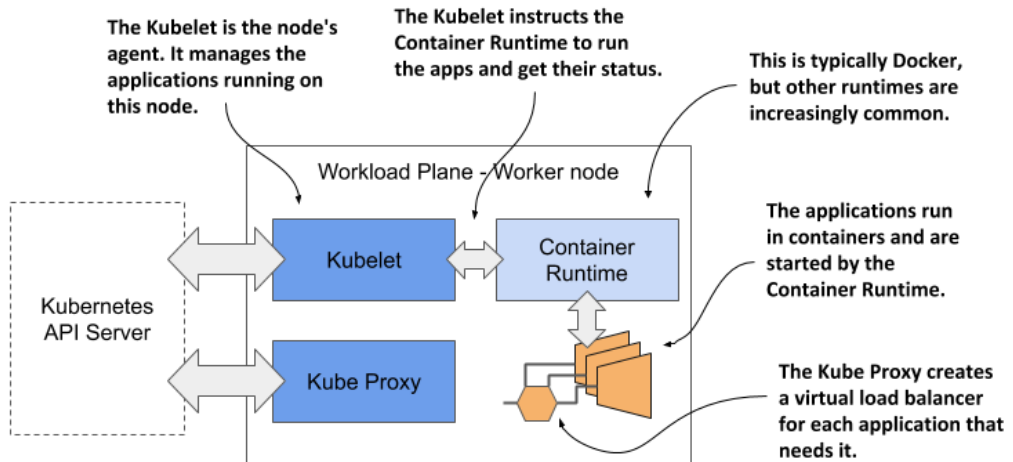 The Kubelet is the node's
agent. It manages the
applications running on
this node.
The Kubelet instructs the
Container Runtime to run
the apps and get their status.
This is typically Docker,
but other runtimes are
increasingly common.
Workload Plane - Worker node
Kubernetes
API Server
Kubelet
Container
Runtime
The applications run
in containers and are
started by the
Container Runtime.
Kube Proxy
The Kube Proxy creates
a virtual load balancer
for each application that
needs it.